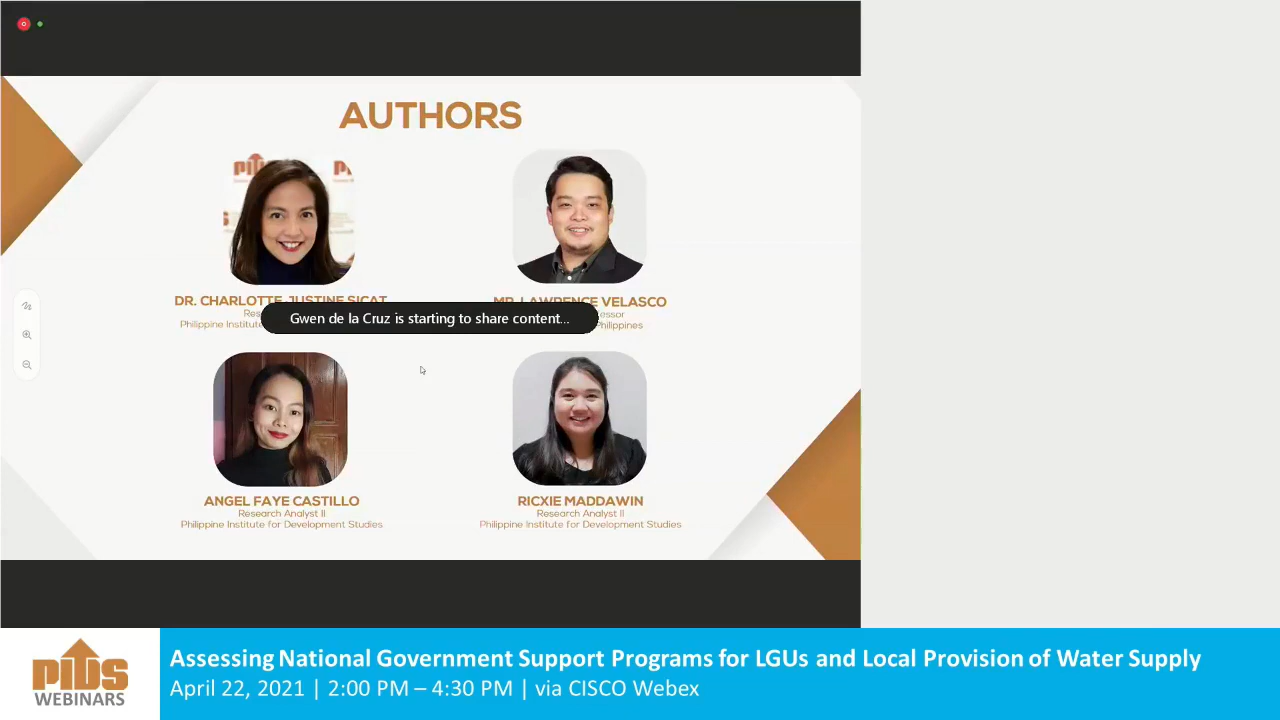 AUTHORS
DR. CHARLOTTE JUSTINE SICAT
Philippine
MR. LAWRENCE VELASCO
Philippines
Gwen de la Cruz is starting to share content...
ANGEL FAYE CASTILLO
Research Analyst II
Philippine Institute for Development Studies
RICXIE MADDAWIN
Research Analyst II
Philippine Institute for Development Studies
PIDS
WEBINARS
Assessing National Government Support Programs for LGUs and Local Provision of Water Supply
April 22, 2021 | 2:00 PM – 4:30 PM | via CISCO Webex